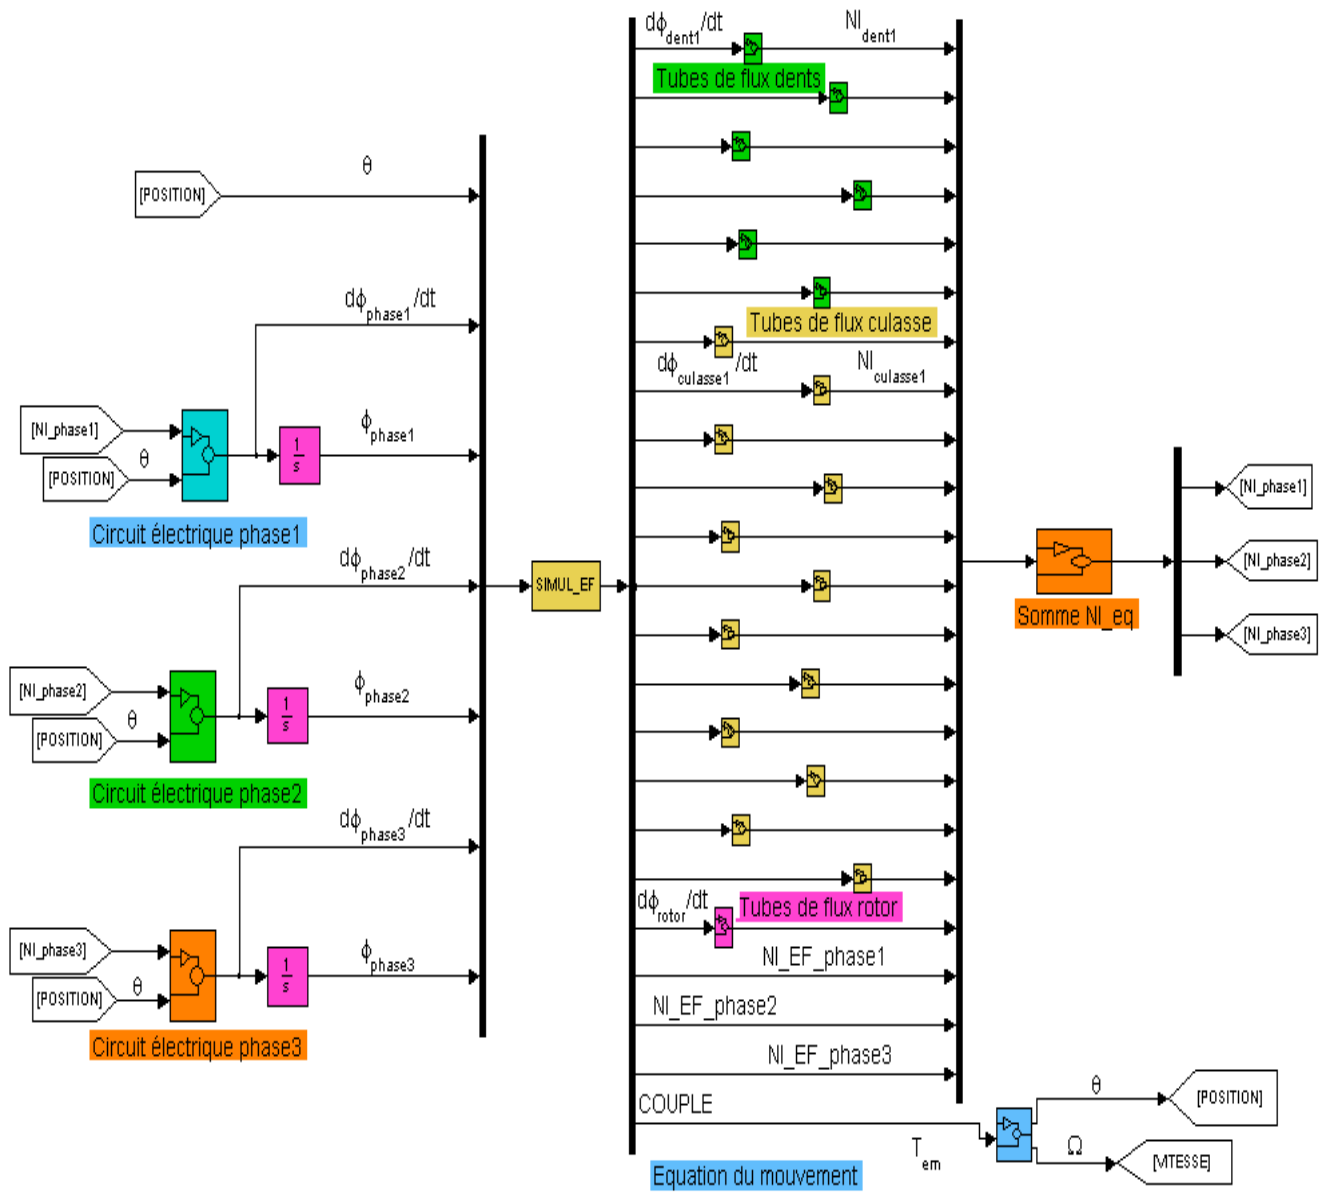 dϕdent1/dt
NIdent1
Tubes de flux dents
θ
[POSITION]
dϕphase1/dt
Tubes de flux culasse
dϕculasse1/dt
NIculasse1
[NI_phase1]
θ
[POSITION]
1
s
ϕphase1
Circuit électrique phase1
[NI_phase1]
[NI_phase2]
[NI_phase3]
dϕphase2/dt
SIMUL_EF
Somme NI_eq
[NI_phase2]
θ
[POSITION]
1
s
ϕphase2
Circuit électrique phase2
dϕphase3/dt
dϕrotor/dt
Tubes de flux rotor
[NI_phase3]
θ
[POSITION]
1
s
ϕphase3
Circuit électrique phase3
NI_EF_phase1
NI_EF_phase2
NI_EF_phase3
COUPLE
Tem
θ
[POSITION]
Ω
[VITESSE]
Equation du mouvement